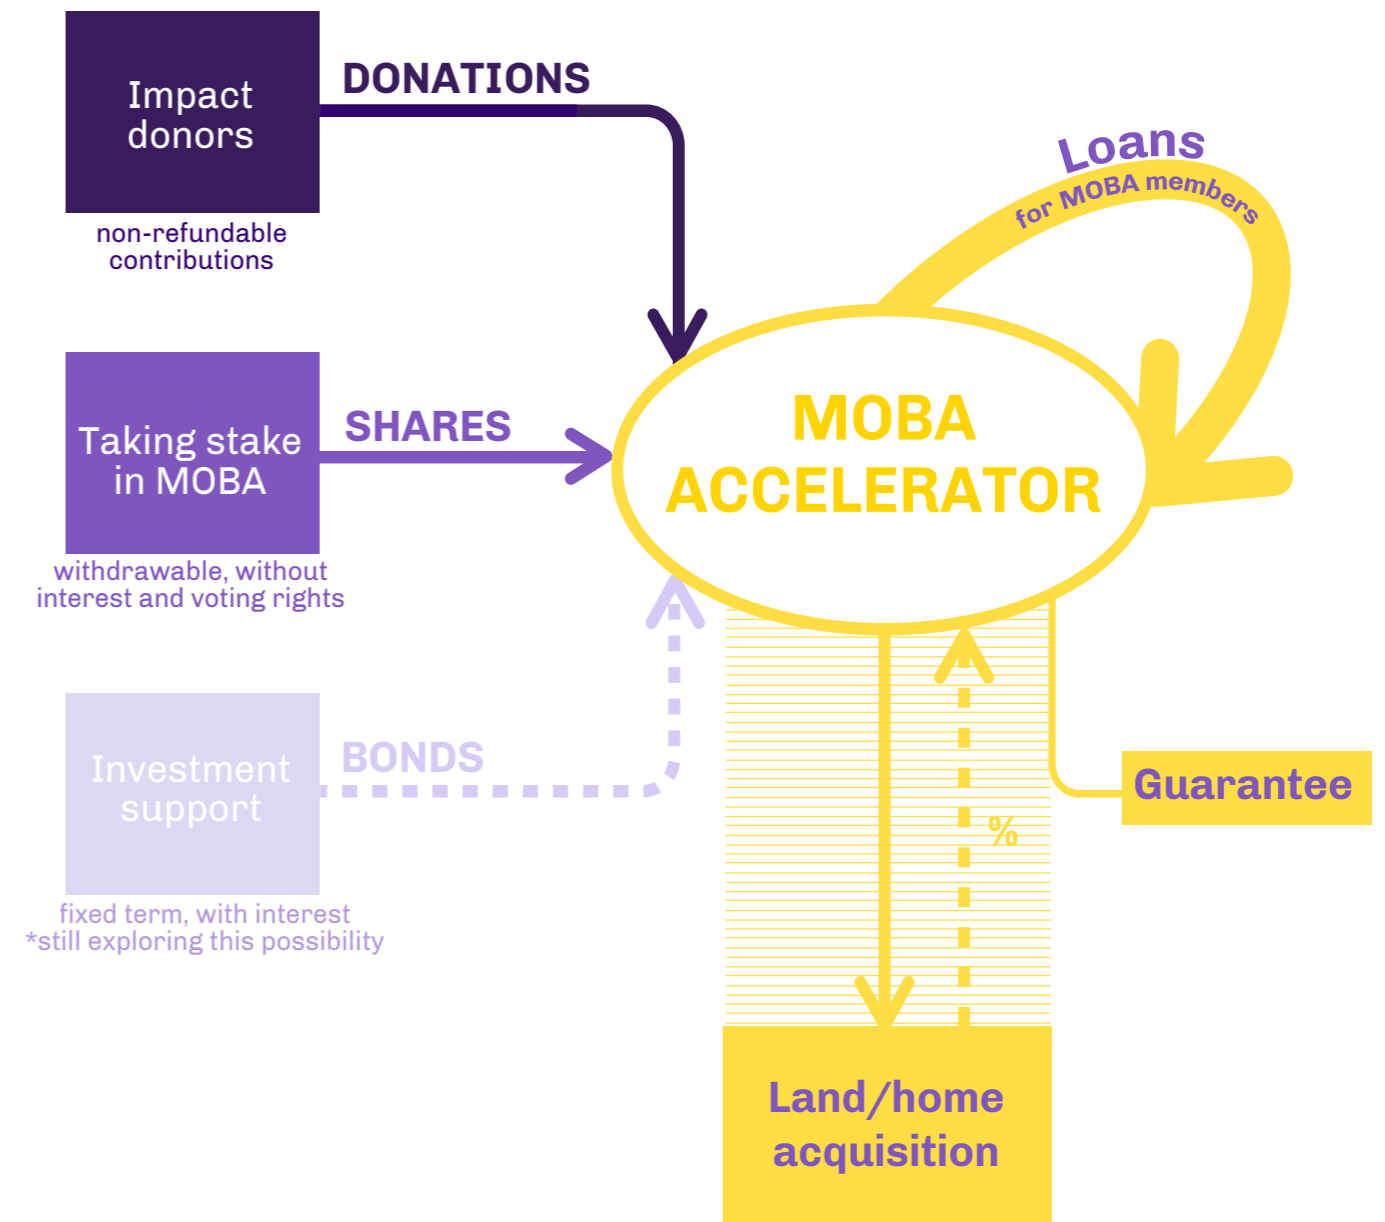 Impact
donors
DONATIONS
non-refundable
contributions
Loans
for MOBA members
Taking stake
in MOBA
SHARES
withdrawable, without
interest and voting rights
MOBA
ACCELERATOR
Investment
support
BONDS
fixed term, with interest
*still exploring this possibility
%
Guarantee
Land/home
acquisition